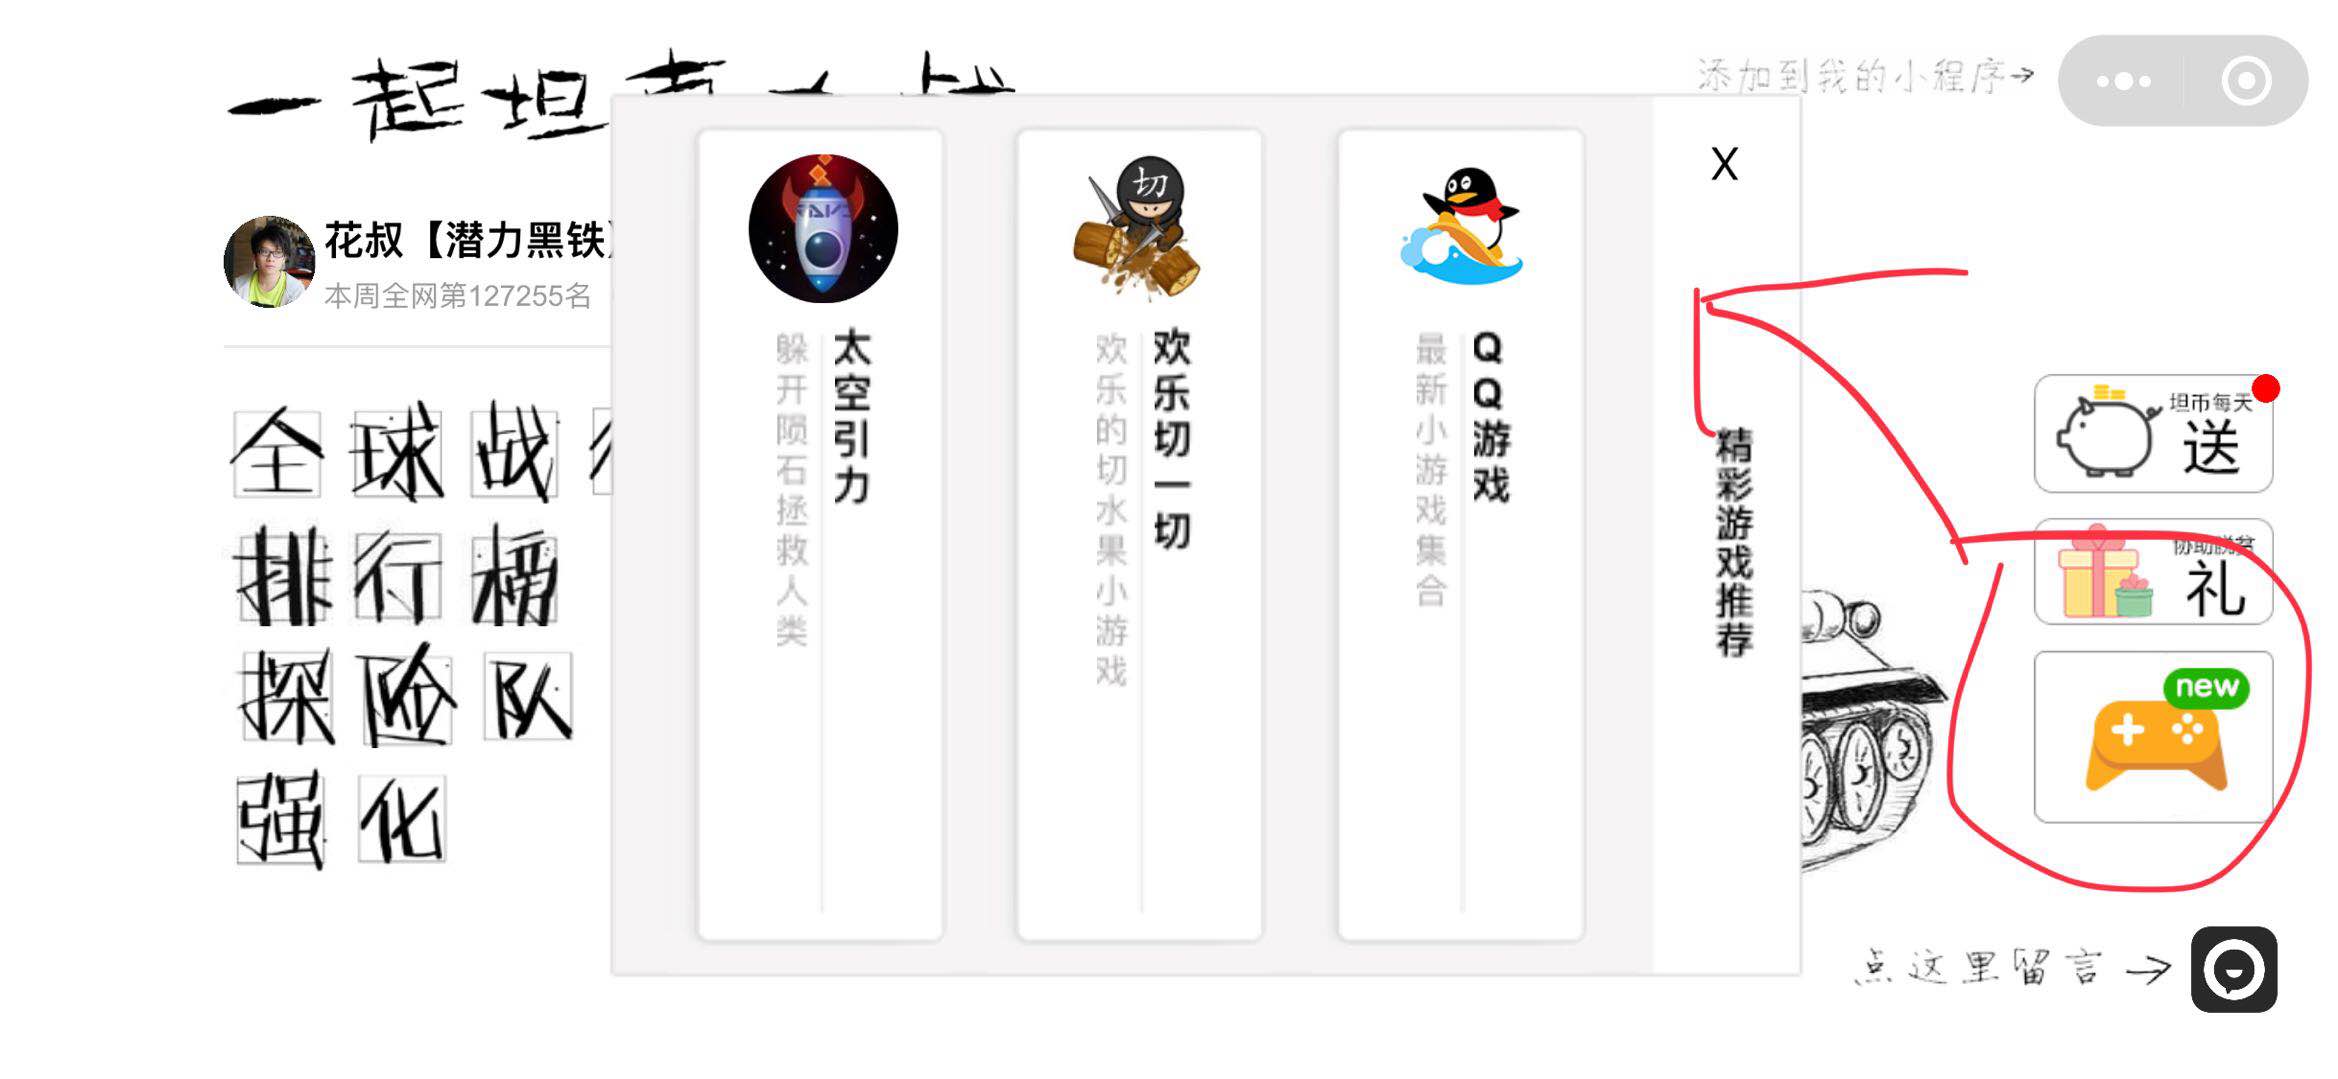 一起坦克大战
添加到我的小程序→
花叔【潜力黑铁】
本周全网第127255名
全球战
排行榜
探险队
强化
X
精彩游戏推荐
QQ游戏
最新小游戏集合
欢乐切一切
欢乐的切水果小游戏
切
太空引力
躲开陨石拯救人类
坦币每天
送
协助脱贫
礼
new
点这里留言→